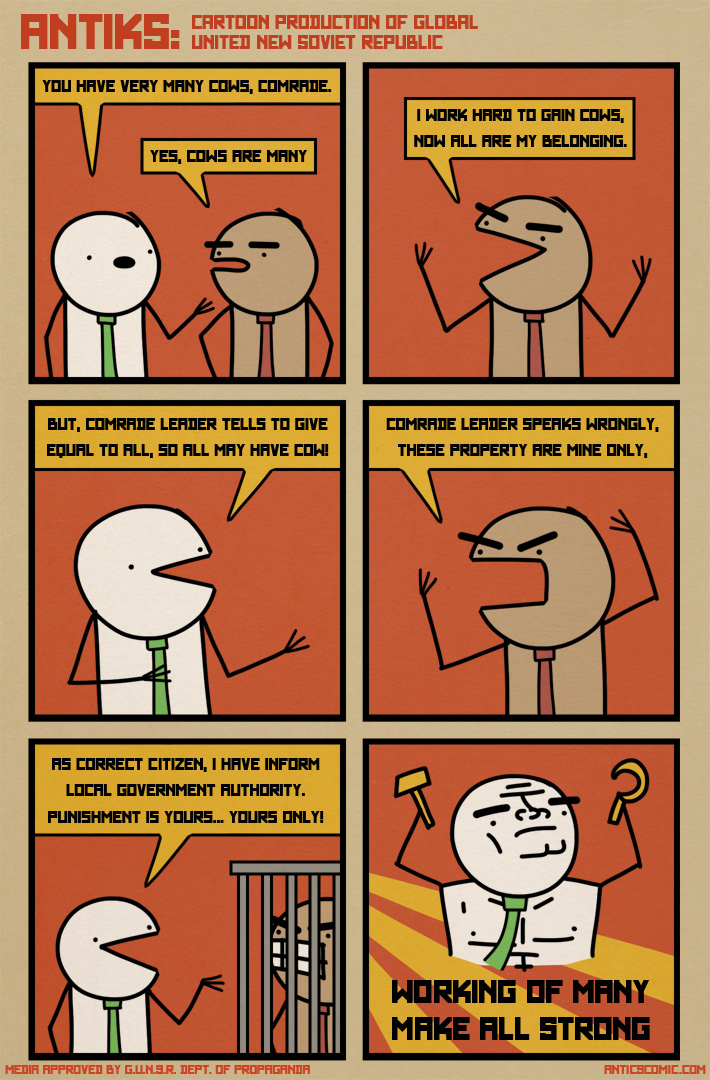 ANTIKS:
CARTOON PRODUCTION OF GLOBAL
UNITED NEW SOVIET REPUBLIC
YOU HAVE VERY MANY COWS, COMRADE.
YES, COWS ARE MANY
I WORK HARD TO GAIN COWS,
NOW ALL ARE MY BELONGING.
BUT, COMRADE LEADER TELLS TO GIVE
EQUAL TO ALL, SO ALL MAY HAVE COW!
COMRADE LEADER SPEAKS WRONGLY,
THESE PROPERTY ARE MINE ONLY,
AS CORRECT CITIZEN, I HAVE INFORM
LOCAL GOVERNMENT AUTHORITY.
PUNISHMENT IS YOURS... YOURS ONLY!
WORKING OF MANY
MAKE ALL STRONG
MEDIA APPROVED BY G.U.N.S.R. DEPT. OF PROPAGANDA
ANTICSCOMIC.COM